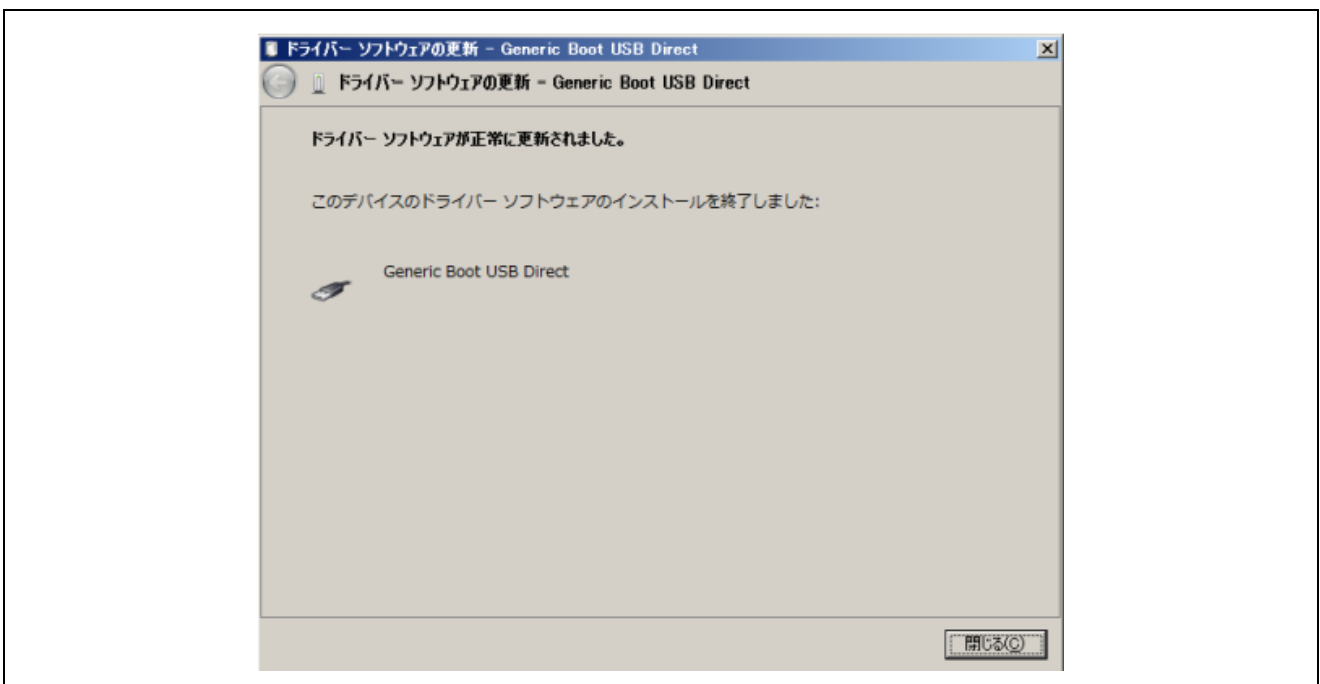 ドライバー ソフトウェアの更新 - Generic Boot USB Direct
ドライバー ソフトウェアの更新 - Generic Boot USB Direct
ドライバー ソフトウェアが正常に更新されました。
このデバイスのドライバー ソフトウェアのインストールを終了しました:
Generic Boot USB Direct
閉じる(C)